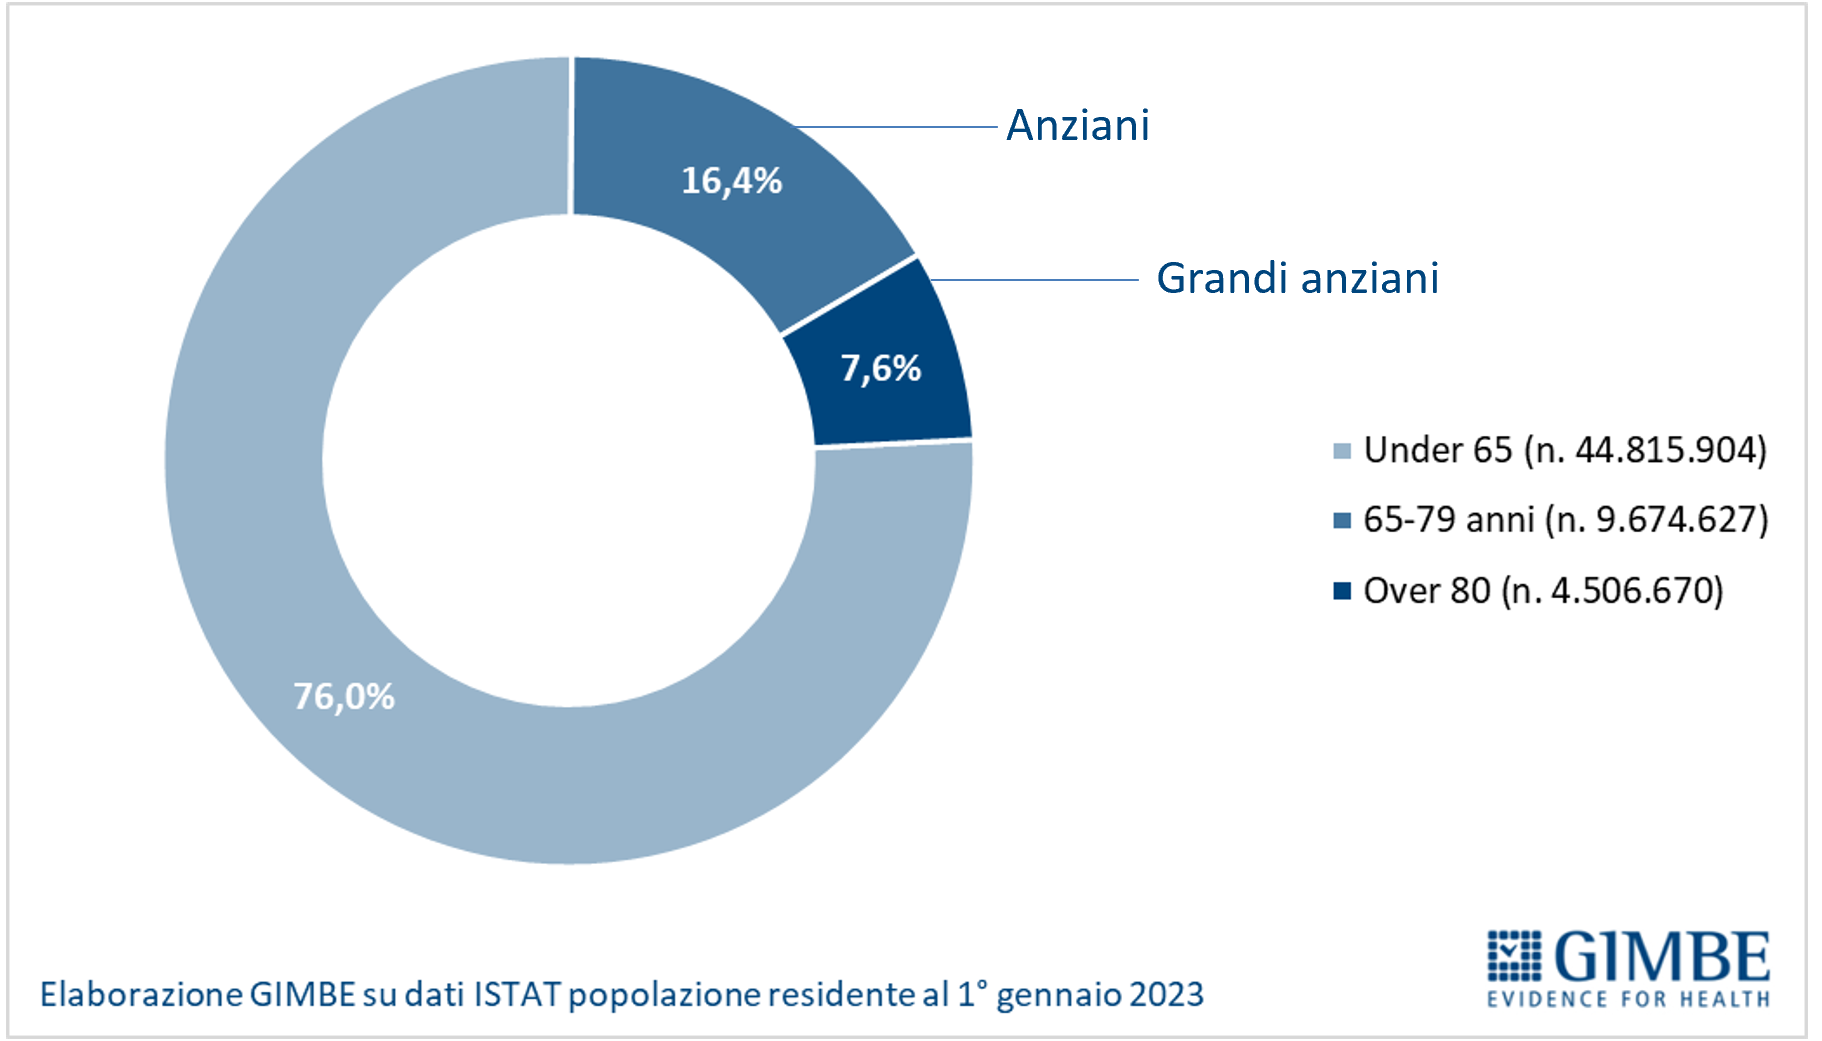 Anziani
16,4%
Grandi anziani
7,6%
Under 65 (n. 44.815.904)
65-79 anni (n. 9.674.627)
Over 80 (n. 4.506.670)
76,0%
GIMBE
EVIDENCE FOR HEALTH
Elaborazione GIMBE su dati ISTAT popolazione residente al 1° gennaio 2023